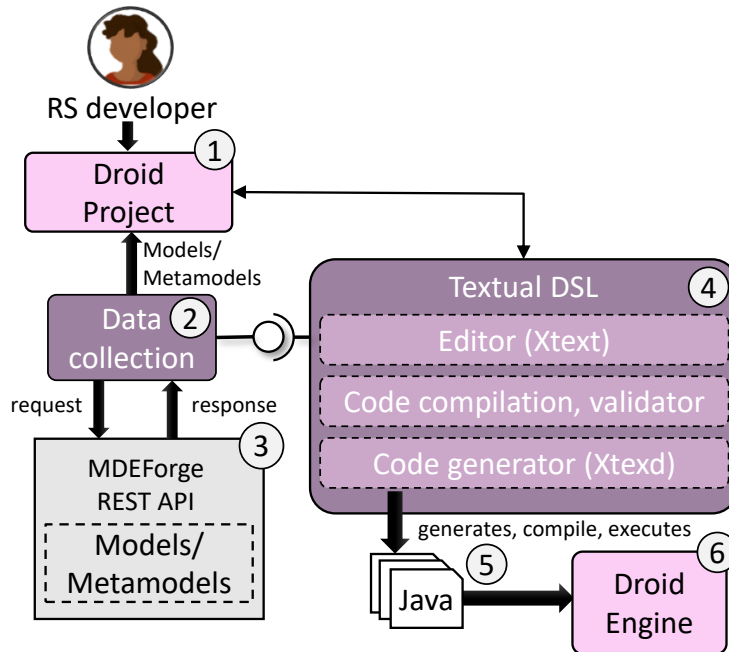 RS developer
1
Droid
Project
Models/
Metamodels
2
Data
collection
request
response
3
MDEForge
REST API
Models/
Metamodels
4
Textual DSL
Editor (Xtext)
Code compilation, validator
Code generator (Xtexd)
generates, compile, executes
5
Java
6
Droid
Engine